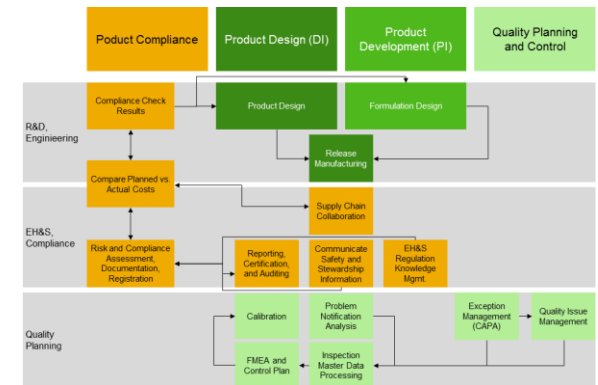 Poduct Compliance
Product Design (DI)
Product
Development (PI)
Quality Planning
and Control
R&D,
Engineering
Compliance Check
Results
Product Design
Formulation Design
Release
Manufacturing
Compare Planned vs.
Actual Costs
EH&S,
Compliance
Supply Chain
Collaboration
Risk and Compliance
Assessment,
Documentation,
Registration
Reporting,
Certification,
and Auditing
Communicate
Safety and
Stewardship
Information
EH&S
Regulation
Knowledge
Mgmt.
Quality
Planning
Calibration
Problem
Notification
Analysis
Exception
Management
(CAPA)
Quality Issue
Management
FMEA and
Control Plan
Inspection
Master Data
Processing